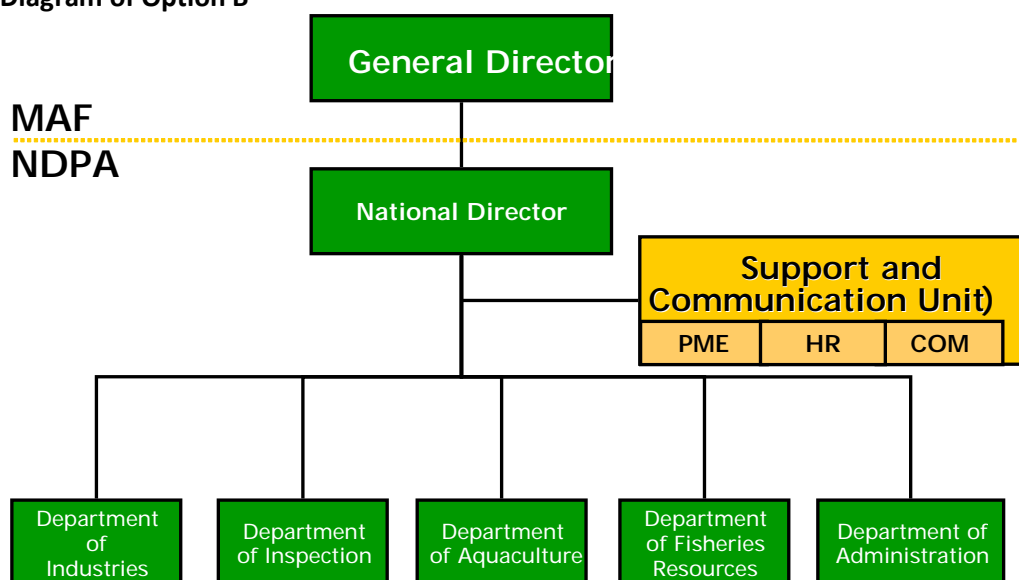 Diagram of Option B
General Director
MAF
NDPA
National Director
Support and
Communication Unit)
PME HR COM
Department
of
Industries
Department
of Inspection
Department
of Aquaculture
Department
of Fisheries
Resources
Department of
Administration